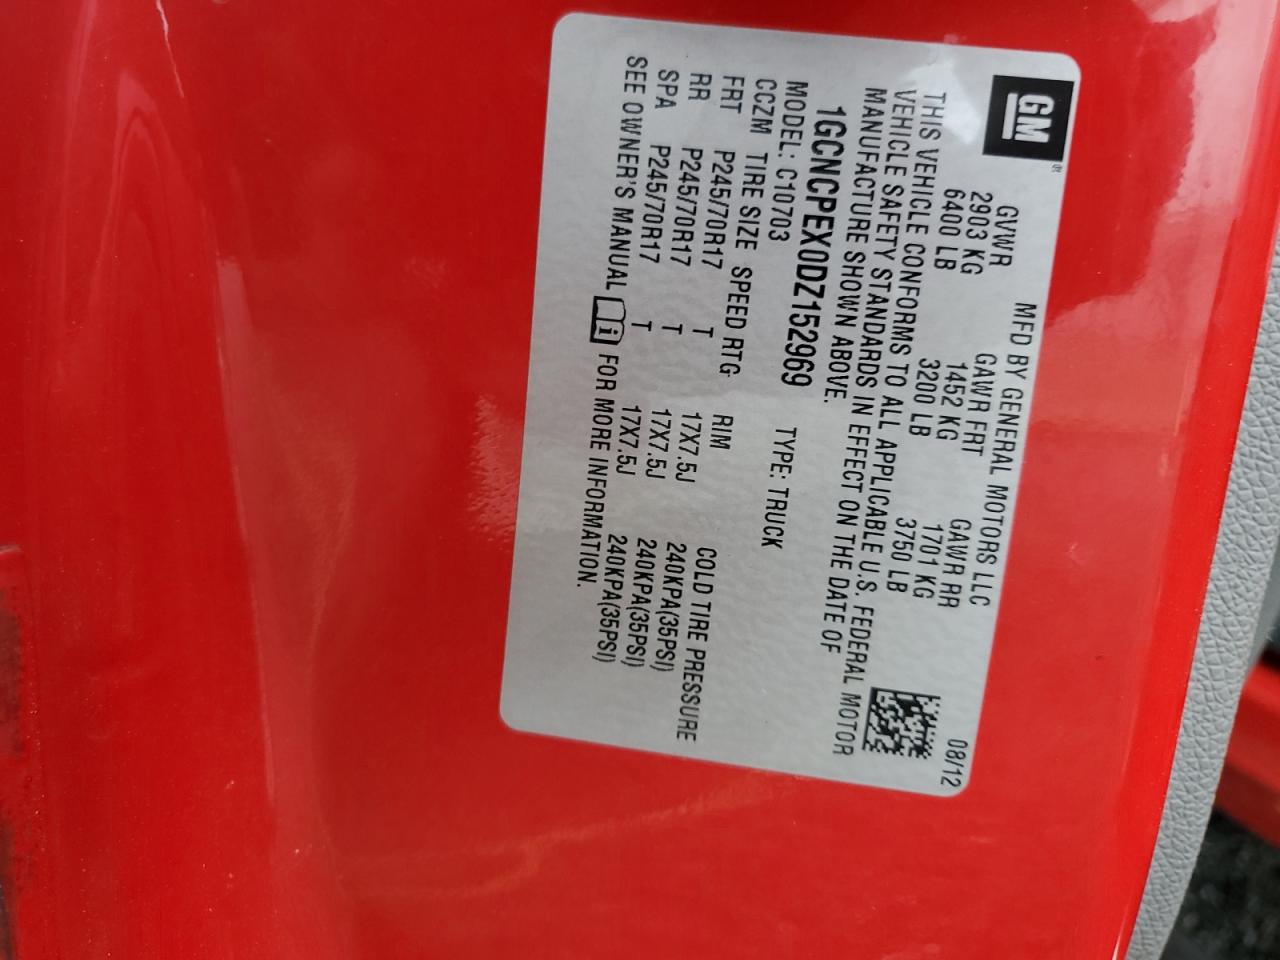 GM®
MFD BY GENERAL MOTORS LLC
08/12
GVWR GAWR FRT GAWR RR
2903 KG 1452 KG 1701 KG
6400 LB 3200 LB 3750 LB
THIS VEHICLE CONFORMS TO ALL APPLICABLE U.S. FEDERAL MOTOR
VEHICLE SAFETY STANDARDS IN EFFECT ON THE DATE OF
MANUFACTURE SHOWN ABOVE.
1GCNCPEX0DZ152969 TYPE: TRUCK
MODEL: C10703
CCZM TIRE SIZE SPEED RTG RIM COLD TIRE PRESSURE
FRT P245/70R17 T 17X7.5J 240KPA(35PSI)
RR P245/70R17 T 17X7.5J 240KPA(35PSI)
SPA P245/70R17 T 17X7.5J 240KPA(35PSI)
SEE OWNER'S MANUAL i FOR MORE INFORMATION.